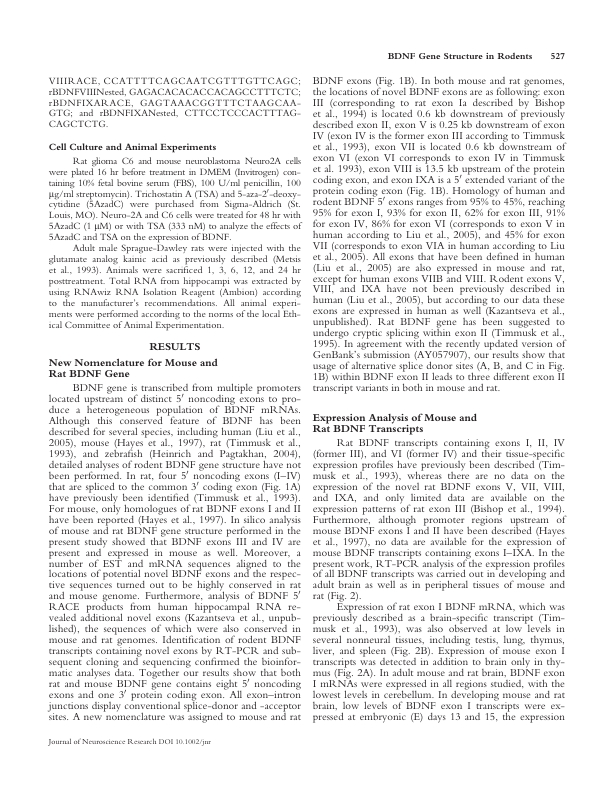 BDNF Gene Structure in Rodents 527
VIIIRACE, CCATTTTCAGCAATCGTTTGTTCAGC;
rBDNFVIIINested, GAGACACACACCACAGCCTTTCTC;
rBDNFIXARACE, GAGTAAACGGTTTCTAAGCAA-
GTG; and rBDNFIXANested, CTTCCTCCCACTTTAG-
CAGCTCTG.
Cell Culture and Animal Experiments
Rat glioma C6 and mouse neuroblastoma Neuro2A cells
were plated 16 hr before treatment in DMEM (Invitrogen) con-
taining 10% fetal bovine serum (FBS), 100 U/ml penicillin, 100
μg/ml streptomycin). Trichostatin A (TSA) and 5-aza-2′-deoxy-
cytidine (5AzadC) were purchased from Sigma-Aldrich (St.
Louis, MO). Neuro-2A and C6 cells were treated for 48 hr with
5AzadC (1 μM) or with TSA (333 nM) to analyze the effects of
5AzadC and TSA on the expression of BDNF.
Adult male Sprague-Dawley rats were injected with the
glutamate analog kainic acid as previously described (Metsis
et al., 1993). Animals were sacrificed 1, 3, 6, 12, and 24 hr
posttreatment. Total RNA from hippocampi was extracted by
using RNAwiz RNA Isolation Reagent (Ambion) according
to the manufacturer's recommendations. All animal experi-
ments were performed according to the norms of the local Eth-
ical Committee of Animal Experimentation.
RESULTS
New Nomenclature for Mouse and
Rat BDNF Gene
BDNF gene is transcribed from multiple promoters
located upstream of distinct 5′ noncoding exons to pro-
duce a heterogeneous population of BDNF mRNAs.
Although this conserved feature of BDNF has been
described for several species, including human (Liu et al.,
2005), mouse (Hayes et al., 1997), rat (Timmusk et al.,
1993), and zebrafish (Heinrich and Pagtakhan, 2004),
detailed analyses of rodent BDNF gene structure have not
been performed. In rat, four 5′ noncoding exons (I–IV)
that are spliced to the common 3′ coding exon (Fig. 1A)
have previously been identified (Timmusk et al., 1993).
For mouse, only homologues of rat BDNF exons I and II
have been reported (Hayes et al., 1997). In silico analysis
of mouse and rat BDNF gene structure performed in the
present study showed that BDNF exons III and IV are
present and expressed in mouse as well. Moreover, a
number of EST and mRNA sequences aligned to the
locations of potential novel BDNF exons and the respec-
tive sequences turned out to be highly conserved in rat
and mouse genome. Furthermore, analysis of BDNF 5′
RACE products from human hippocampal RNA re-
vealed additional novel exons (Kazantseva et al., unpub-
lished), the sequences of which were also conserved in
mouse and rat genomes. Identification of rodent BDNF
transcripts containing novel exons by RT-PCR and sub-
sequent cloning and sequencing confirmed the bioinfor-
matic analyses data. Together our results show that both
rat and mouse BDNF gene contains eight 5′ noncoding
exons and one 3′ protein coding exon. All exon–intron
junctions display conventional splice-donor and -acceptor
sites. A new nomenclature was assigned to mouse and rat
BDNF exons (Fig. 1B). In both mouse and rat genomes,
the locations of novel BDNF exons are as following: exon
III (corresponding to rat exon Ia described by Bishop
et al., 1994) is located 0.6 kb downstream of previously
described exon II, exon V is 0.25 kb downstream of exon
IV (exon IV is the former exon III according to Timmusk
et al., 1993), exon VII is located 0.6 kb downstream of
exon VI (exon VI corresponds to exon IV in Timmusk
et al. 1993), exon VIII is 13.5 kb upstream of the protein
coding exon, and exon IXA is a 5′ extended variant of the
protein coding exon (Fig. 1B). Homology of human and
rodent BDNF 5′ exons ranges from 95% to 45%, reaching
95% for exon I, 93% for exon II, 62% for exon III, 91%
for exon IV, 86% for exon VI (corresponds to exon V in
human according to Liu et al., 2005), and 45% for exon
VII (corresponds to exon VIA in human according to Liu
et al., 2005). All exons that have been defined in human
(Liu et al., 2005) are also expressed in mouse and rat,
except for human exons VIIB and VIII. Rodent exons V,
VIII, and IXA have not been previously described in
human (Liu et al., 2005), but according to our data these
exons are expressed in human as well (Kazantseva et al.,
unpublished). Rat BDNF gene has been suggested to
undergo cryptic splicing within exon II (Timmusk et al.,
1995). In agreement with the recently updated version of
GenBank's submission (AY057907), our results show that
usage of alternative splice donor sites (A, B, and C in Fig.
1B) within BDNF exon II leads to three different exon II
transcript variants in both in mouse and rat.
Expression Analysis of Mouse and
Rat BDNF Transcripts
Rat BDNF transcripts containing exons I, II, IV
(former III), and VI (former IV) and their tissue-specific
expression profiles have previously been described (Tim-
musk et al., 1993), whereas there are no data on the
expression of the novel rat BDNF exons V, VII, VIII,
and IXA, and only limited data are available on the
expression patterns of rat exon III (Bishop et al., 1994).
Furthermore, although promoter regions upstream of
mouse BDNF exons I and II have been described (Hayes
et al., 1997), no data are available for the expression of
mouse BDNF transcripts containing exons I–IXA. In the
present work, RT-PCR analysis of the expression profiles
of all BDNF transcripts was carried out in developing and
adult brain as well as in peripheral tissues of mouse and
rat (Fig. 2).
Expression of rat exon I BDNF mRNA, which was
previously described as a brain-specific transcript (Tim-
musk et al., 1993), was also observed at low levels in
several nonneural tissues, including testis, lung, thymus,
liver, and spleen (Fig. 2B). Expression of mouse exon I
transcripts was detected in addition to brain only in thy-
mus (Fig. 2A). In adult mouse and rat brain, BDNF exon
I mRNAs were expressed in all regions studied, with the
lowest levels in cerebellum. In developing mouse and rat
brain, low levels of BDNF exon I transcripts were ex-
pressed at embryonic (E) days 13 and 15, the expression
Journal of Neuroscience Research DOI 10.1002/jnr